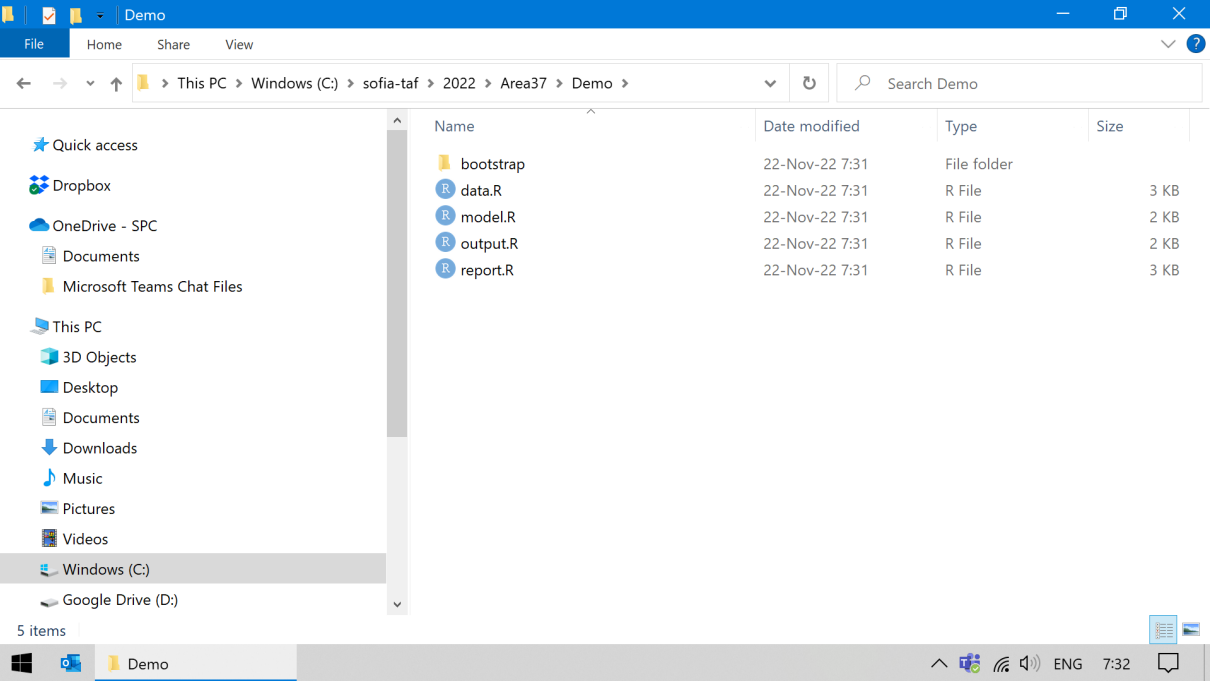 Demo
File Home Share View ?
This PC Windows (C:) sofia-taf 2022 Area37 Demo Search Demo
Quick access
Dropbox
OneDrive - SPC
Documents
Microsoft Teams Chat Files
This PC
3D Objects
Desktop
Documents
Downloads
Music
Pictures
Videos
Windows (C:)
Google Drive (D:)
Name Date modified Type Size
bootstrap 22-Nov-22 7:31 File folder
R data.R 22-Nov-22 7:31 R File 3 KB
R model.R 22-Nov-22 7:31 R File 2 KB
R output.R 22-Nov-22 7:31 R File 2 KB
R report.R 22-Nov-22 7:31 R File 3 KB
5 items
Demo ENG 7:32